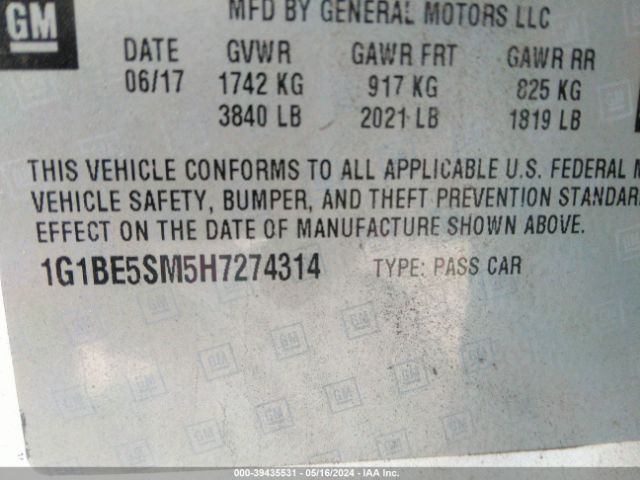 GM
MFD BY GENERAL MOTORS LLC
DATE GVWR GAWR FRT GAWR RR
06/17 1742 KG 917 KG 825 KG
3840 LB 2021 LB 1819 LB
THIS VEHICLE CONFORMS TO ALL APPLICABLE U.S. FEDERAL M
VEHICLE SAFETY, BUMPER, AND THEFT PREVENTION STANDAR
EFFECT ON THE DATE OF MANUFACTURE SHOWN ABOVE.
1G1BE5SM5H7274314 TYPE: PASS CAR
000-39435531 - 05/16/2024 - IAA Inc.